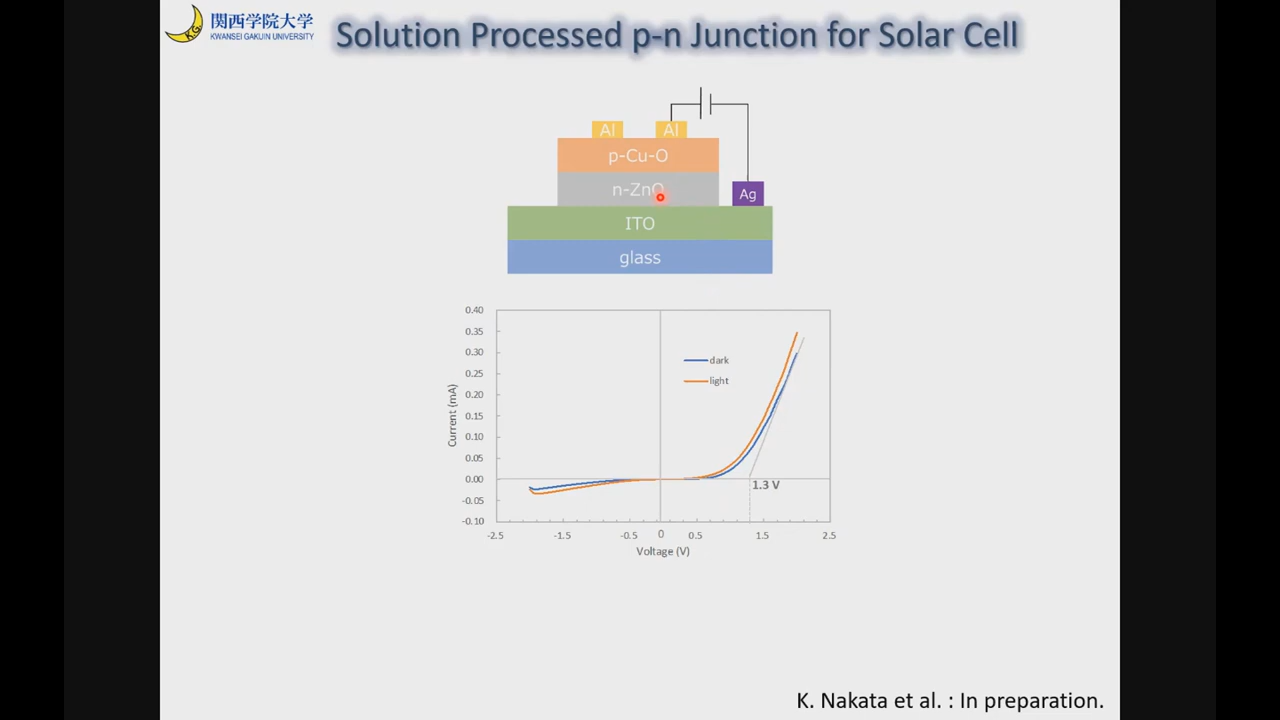 関西学院大学
KWANSEI GAKUIN UNIVERSITY
Solution Processed p-n Junction for Solar Cell
Al
Al
p-Cu-O
n-ZnO
Ag
ITO
glass
0.40
0.35
0.30
0.25
0.20
0.15
0.10
0.05
0.00
-0.05
-0.10
Current (mA)
dark
light
1.3 V
-2.5 -1.5 -0.5 0 0.5 1.5 2.5
Voltage (V)
K. Nakata et al. : In preparation.